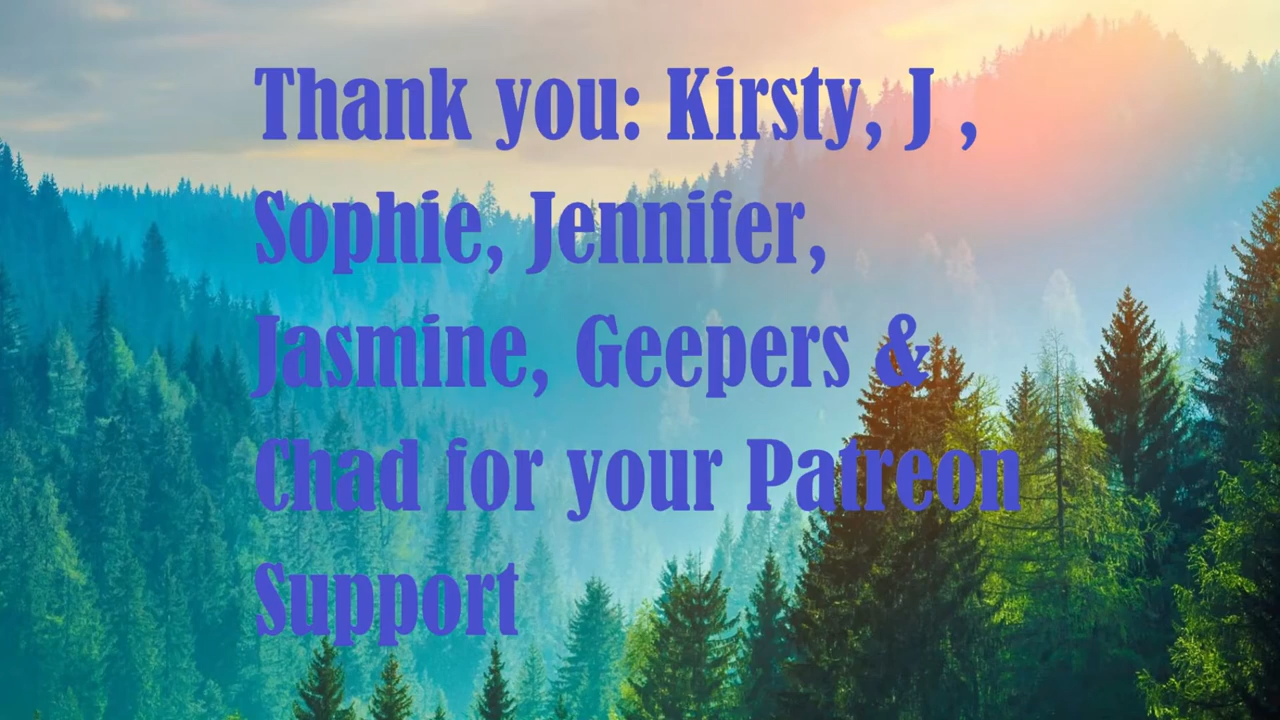 Thank you: Kirsty, J ,
Sophie, Jennifer,
Jasmine, Geepers &
Chad for your Patreon
Support